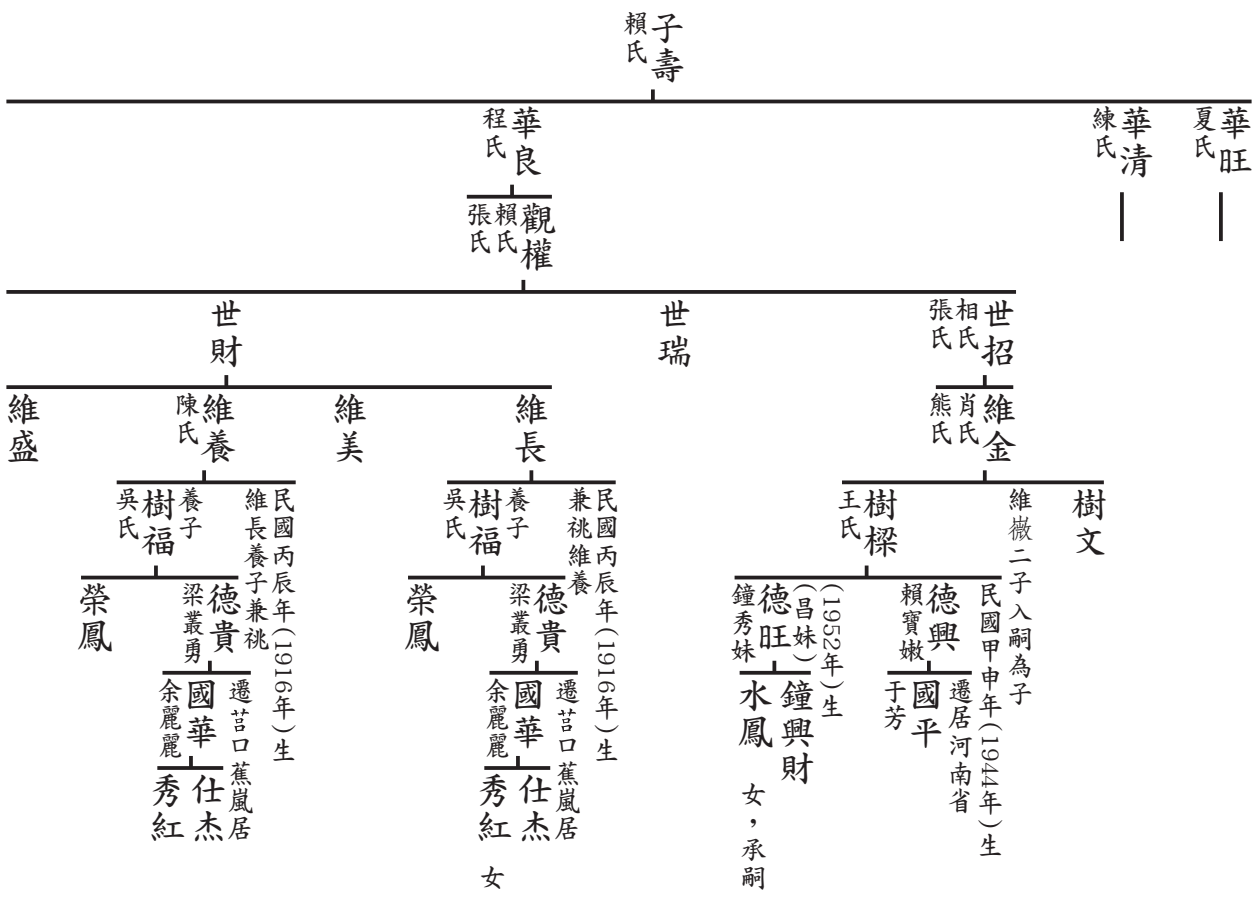 子壽
賴氏
華旺
夏氏
華清
練氏
華良
程氏
觀權
賴氏
張氏
世招
相氏
張氏
世瑞
世財
維金
肖氏
熊氏
維長
維美
維養
陳氏
維盛
樹文
維嶶二子入嗣為子
樹樑
王氏
民國丙辰年(1916年)生
兼祧維養
養子
樹福
吳氏
民國丙辰年(1916年)生
維長養子兼祧
養子
樹福
吳氏
民國甲申年(1944年)生
德興
賴寶嫩
(1952年)生
(昌妹)
德旺
鐘秀妹
德貴
梁叢勇
榮鳳
德貴
梁叢勇
榮鳳
遷居河南省
國平
于芳
鐘興財
水鳳
女，承嗣
遷莒口蕉嵐居
國華
余麗麗
遷莒口蕉嵐居
國華
余麗麗
仕杰
秀紅
女
仕杰
秀紅